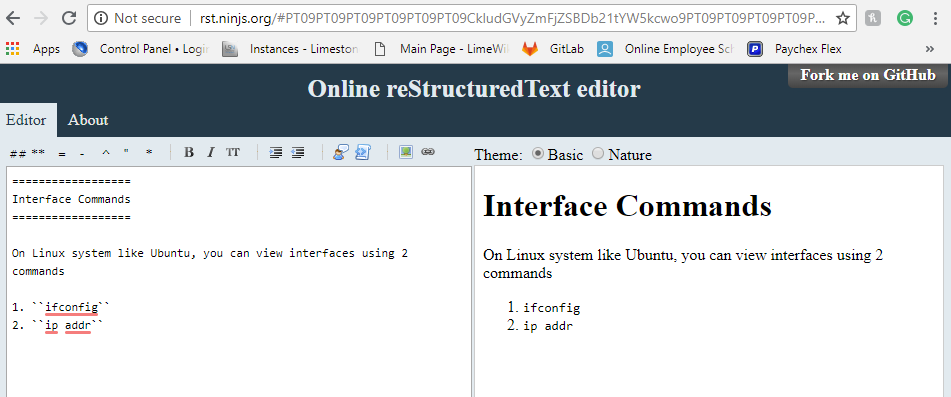 Not secure | rst.ninjs.org/#PT09PT09PT09PT09PT09PT09CkludGVyZmFjZSBDb21tYW5kcwo9PT09PT09PT09PT09P...
Apps Control Panel • Logi Instances - Limeston Main Page - LimeWi GitLab Online Employee Sch Paychex Flex »
Fork me on GitHub
Online reStructuredText editor
Editor About
## ** = - ^ " * B I TT
Theme: Basic Nature
==================
Interface Commands
==================
On Linux system like Ubuntu, you can view interfaces using 2
commands
1. ``ifconfig``
2. ``ip addr``
Interface Commands
On Linux system like Ubuntu, you can view interfaces using 2
commands
1. ifconfig
2. ip addr